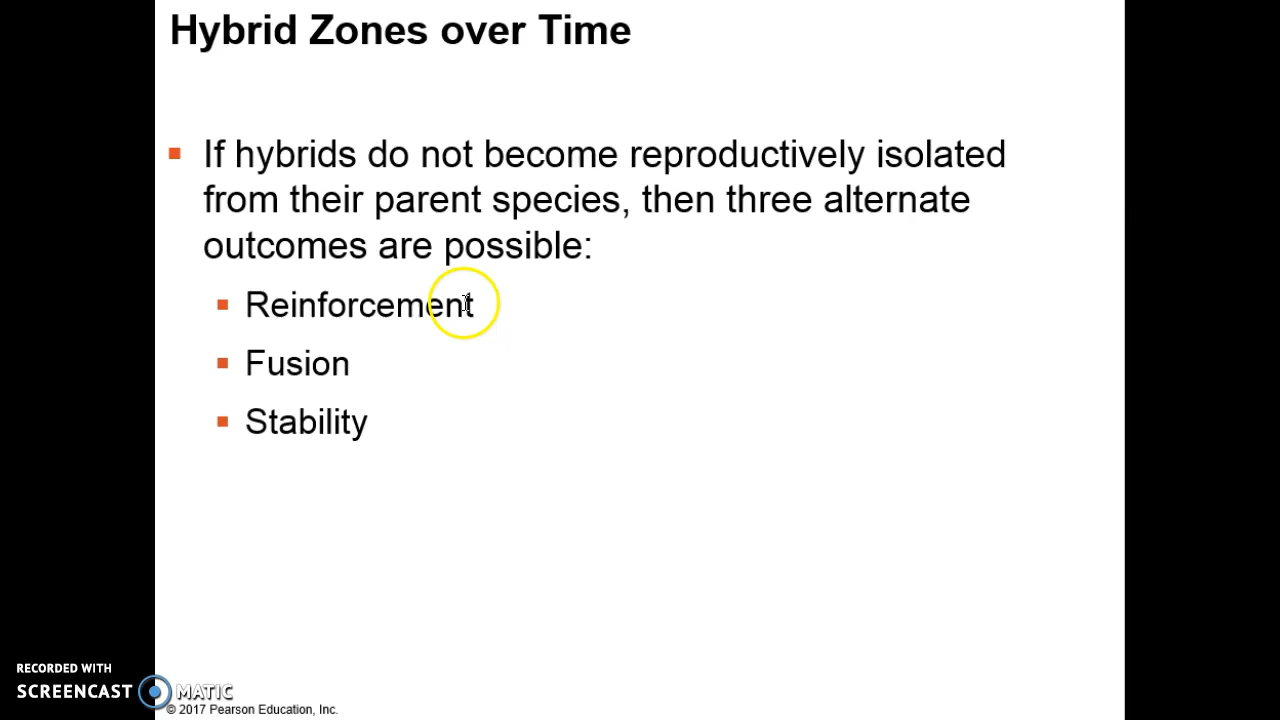 Hybrid Zones over Time
If hybrids do not become reproductively isolated
from their parent species, then three alternate
outcomes are possible:
Reinforcement
Fusion
Stability
RECORDED WITH
SCREENCAST MATIC
© 2017 Pearson Education, Inc.